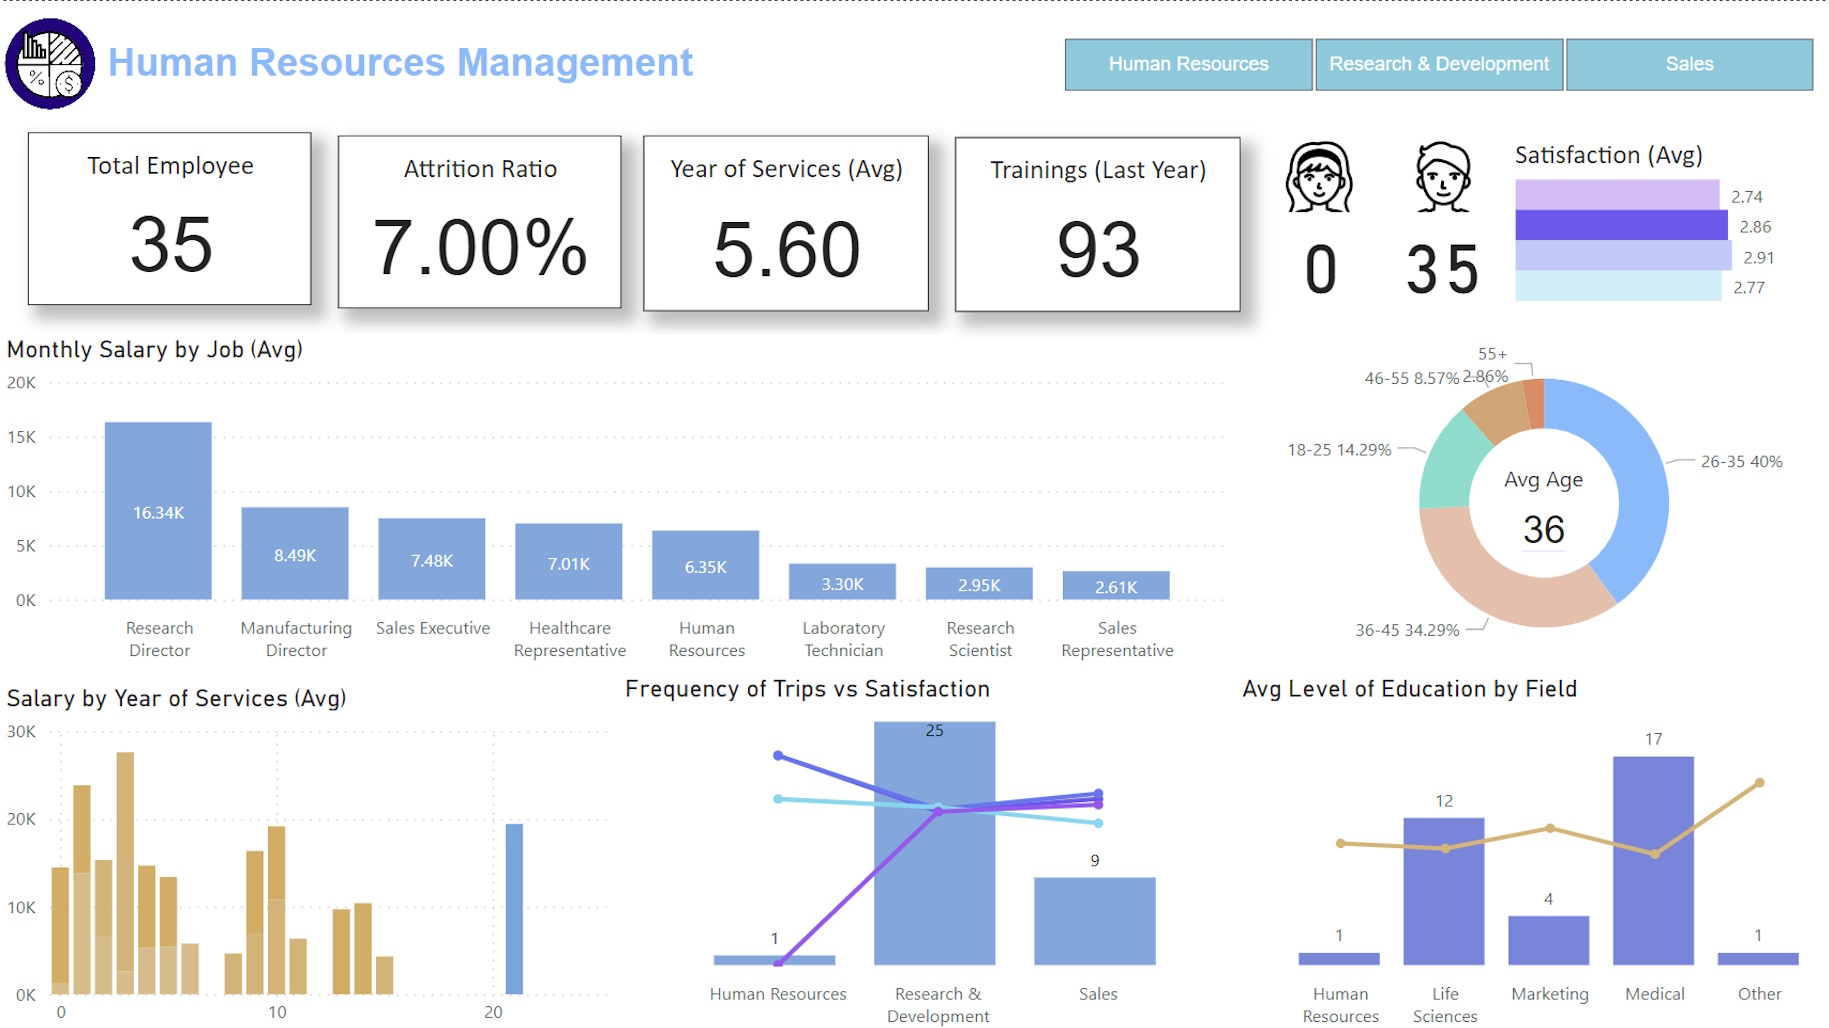 Human Resources Management
Human Resources
Research & Development
Sales
Total Employee
35
Attrition Ratio
7.00%
Year of Services (Avg)
5.60
Trainings (Last Year)
93
0
35
Satisfaction (Avg)
2.74
2.86
2.91
2.77
Monthly Salary by Job (Avg)
20K
15K
10K
5K
0K
16.34K
8.49K
7.48K
7.01K
6.35K
3.30K
2.95K
2.61K
Research
Director
Manufacturing
Director
Sales Executive
Healthcare
Representative
Human
Resources
Laboratory
Technician
Research
Scientist
Sales
Representative
55+
2.86%
46-55 8.57%
18-25 14.29%
26-35 40%
36-45 34.29%
Avg Age
36
Salary by Year of Services (Avg)
30K
20K
10K
0K
0
10
20
Frequency of Trips vs Satisfaction
1
25
9
Human Resources
Research &
Development
Sales
Avg Level of Education by Field
1
12
4
17
1
Human
Resources
Life
Sciences
Marketing
Medical
Other
%
$